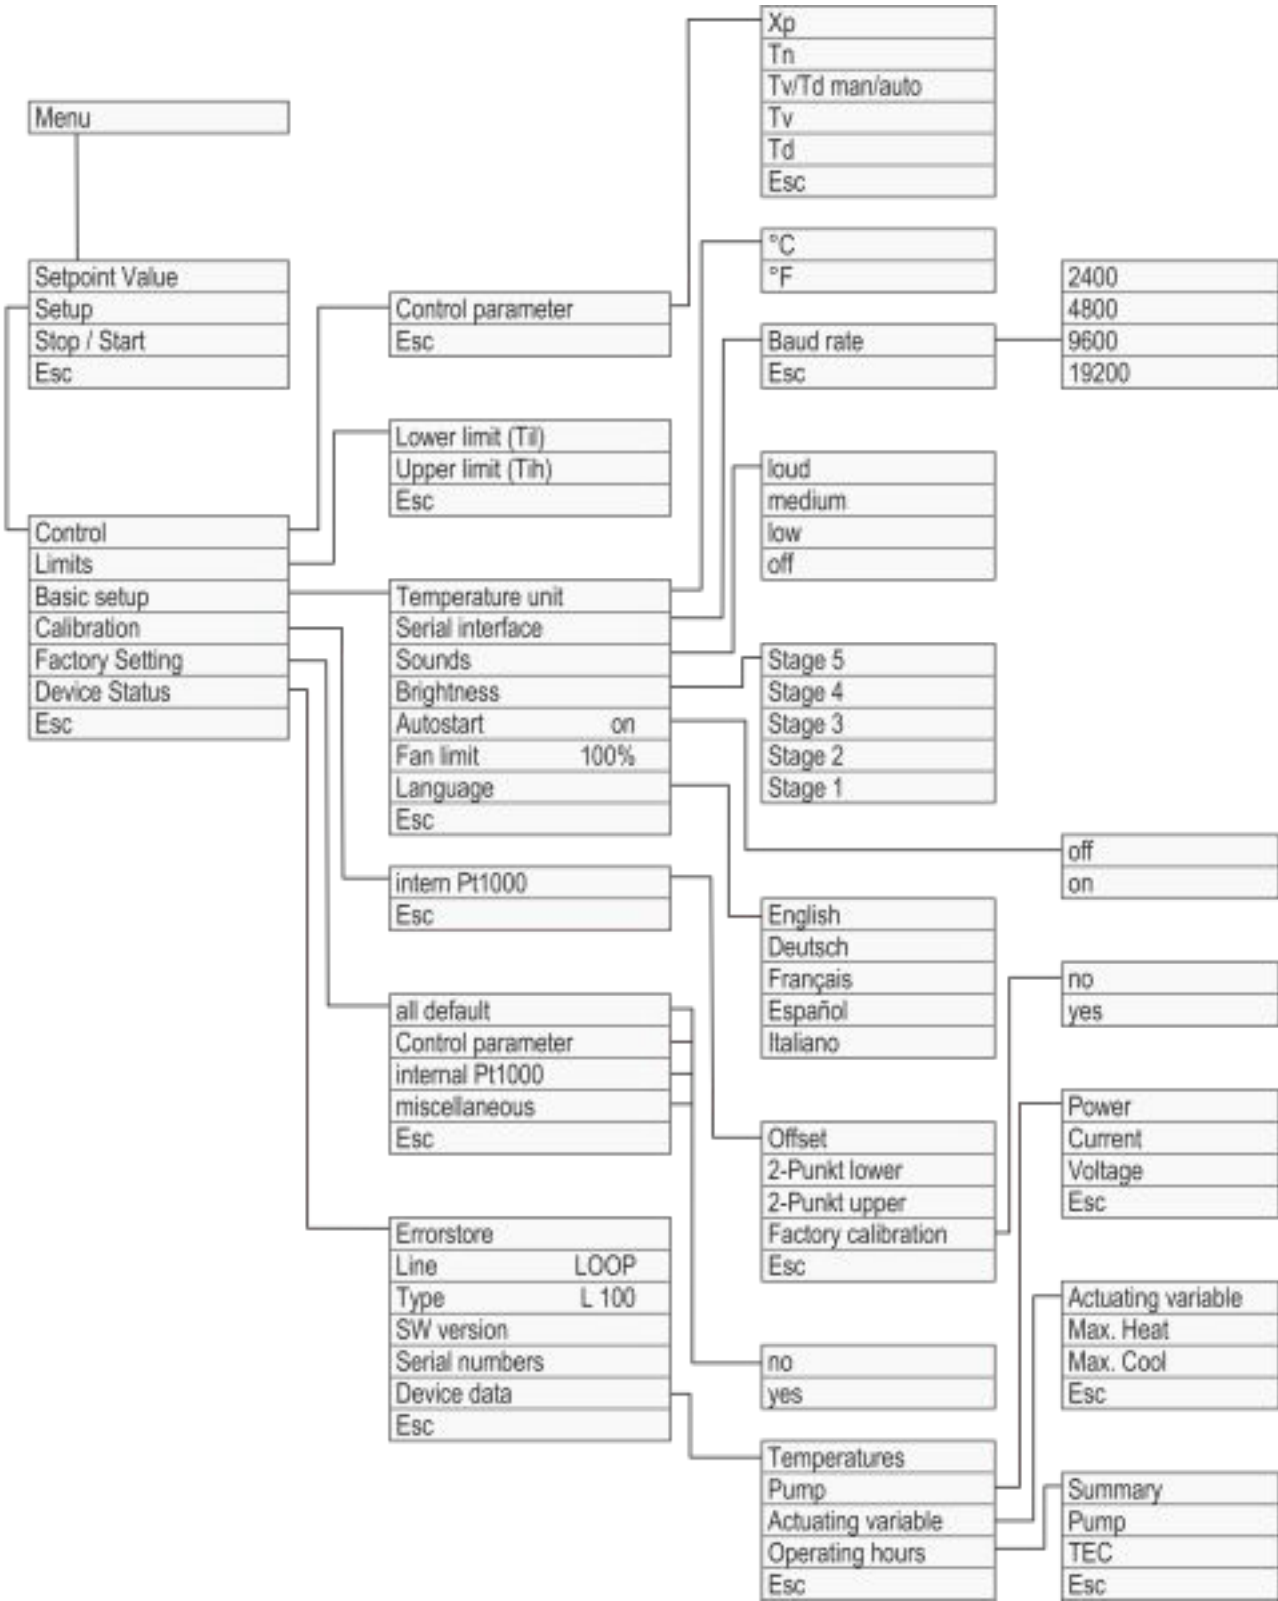 Menu
Setpoint Value
Setup
Stop / Start
Esc
Control
Limits
Basic setup
Calibration
Factory Setting
Device Status
Esc
Control parameter
Esc
Lower limit (Til)
Upper limit (Tih)
Esc
Temperature unit
Serial interface
Sounds
Brightness
Autostart on
Fan limit 100%
Language
Esc
intern Pt1000
Esc
all default
Control parameter
internal Pt1000
miscellaneous
Esc
Errorstore
Line LOOP
Type L 100
SW version
Serial numbers
Device data
Esc
Xp
Tn
Tv/Td man/auto
Tv
Td
Esc
°C
°F
Baud rate
Esc
loud
medium
low
off
Stage 5
Stage 4
Stage 3
Stage 2
Stage 1
English
Deutsch
Français
Español
Italiano
Offset
2-Punkt lower
2-Punkt upper
Factory calibration
Esc
no
yes
Temperatures
Pump
Actuating variable
Operating hours
Esc
2400
4800
9600
19200
off
on
no
yes
Power
Current
Voltage
Esc
Actuating variable
Max. Heat
Max. Cool
Esc
Summary
Pump
TEC
Esc